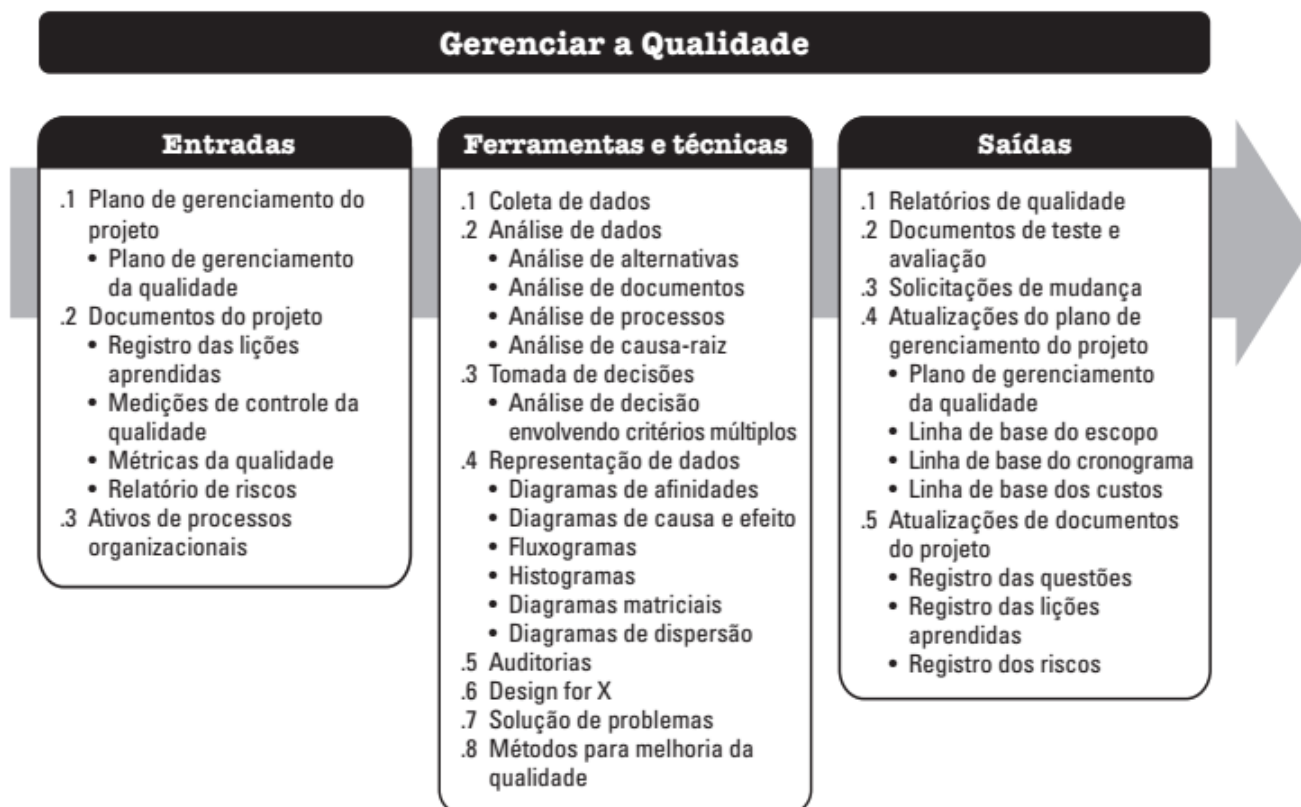 Gerenciar a Qualidade
Entradas
.1 Plano de gerenciamento do
projeto
• Plano de gerenciamento
da qualidade
.2 Documentos do projeto
• Registro das lições
aprendidas
• Medições de controle da
qualidade
• Métricas da qualidade
• Relatório de riscos
.3 Ativos de processos
organizacionais
Ferramentas e técnicas
.1 Coleta de dados
.2 Análise de dados
• Análise de alternativas
• Análise de documentos
• Análise de processos
• Análise de causa-raiz
.3 Tomada de decisões
• Análise de decisão
envolvendo critérios múltiplos
.4 Representação de dados
• Diagramas de afinidades
• Diagramas de causa e efeito
• Fluxogramas
• Histogramas
• Diagramas matriciais
• Diagramas de dispersão
.5 Auditorias
.6 Design for X
.7 Solução de problemas
.8 Métodos para melhoria da
qualidade
Saídas
.1 Relatórios de qualidade
.2 Documentos de teste e
avaliação
.3 Solicitações de mudança
.4 Atualizações do plano de
gerenciamento do projeto
• Plano de gerenciamento
da qualidade
• Linha de base do escopo
• Linha de base do cronograma
• Linha de base dos custos
.5 Atualizações de documentos
do projeto
• Registro das questões
• Registro das lições
aprendidas
• Registro dos riscos